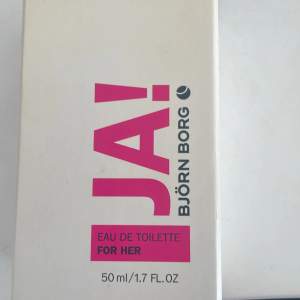 JA!
BJÖRN BORG
EAU DE TOILETTE
FOR HER
50 ml/1.7 FL.OZ